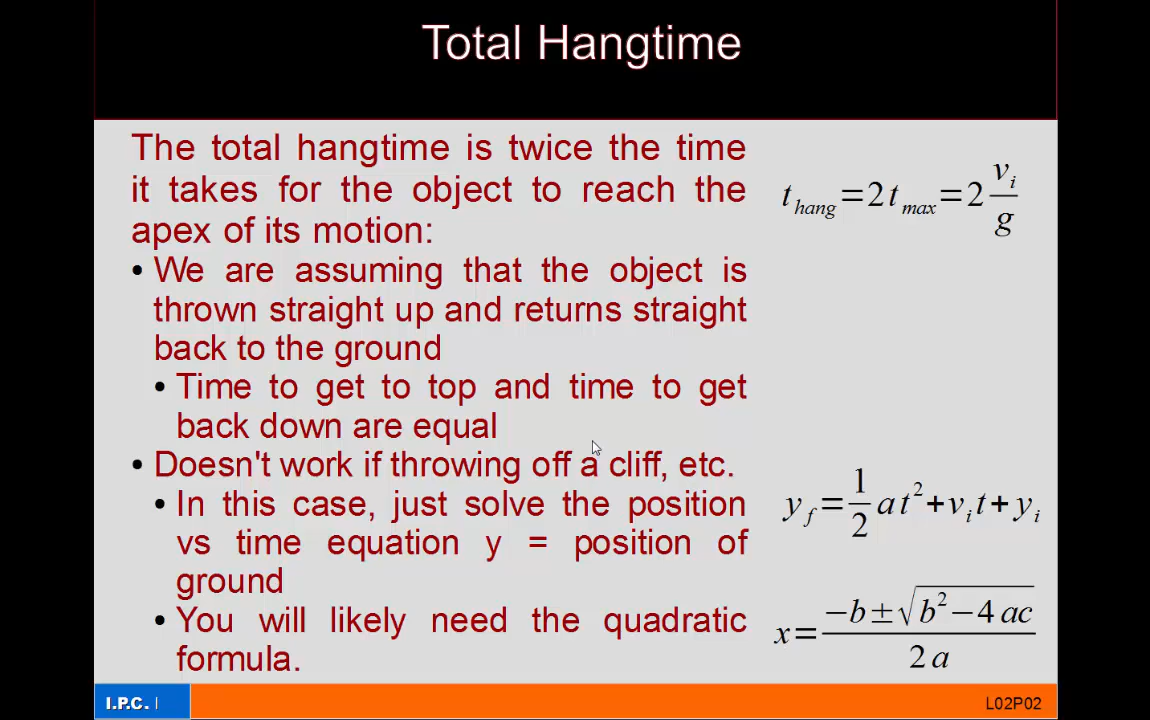 Total Hangtime
The total hangtime is twice the time
it takes for the object to reach the
apex of its motion:
• We are assuming that the object is
thrown straight up and returns straight
back to the ground
• Time to get to top and time to get
back down are equal
• Doesn't work if throwing off a cliff, etc.
• In this case, just solve the position
vs time equation y = position of
ground
• You will likely need the quadratic
formula.
t_hang = 2 t_max = 2 v_i / g
y_f = 1/2 a t² + v_i t + y_i
x = (−b ± √(b² − 4 ac)) / (2 a)
I.P.C. |
L02P02